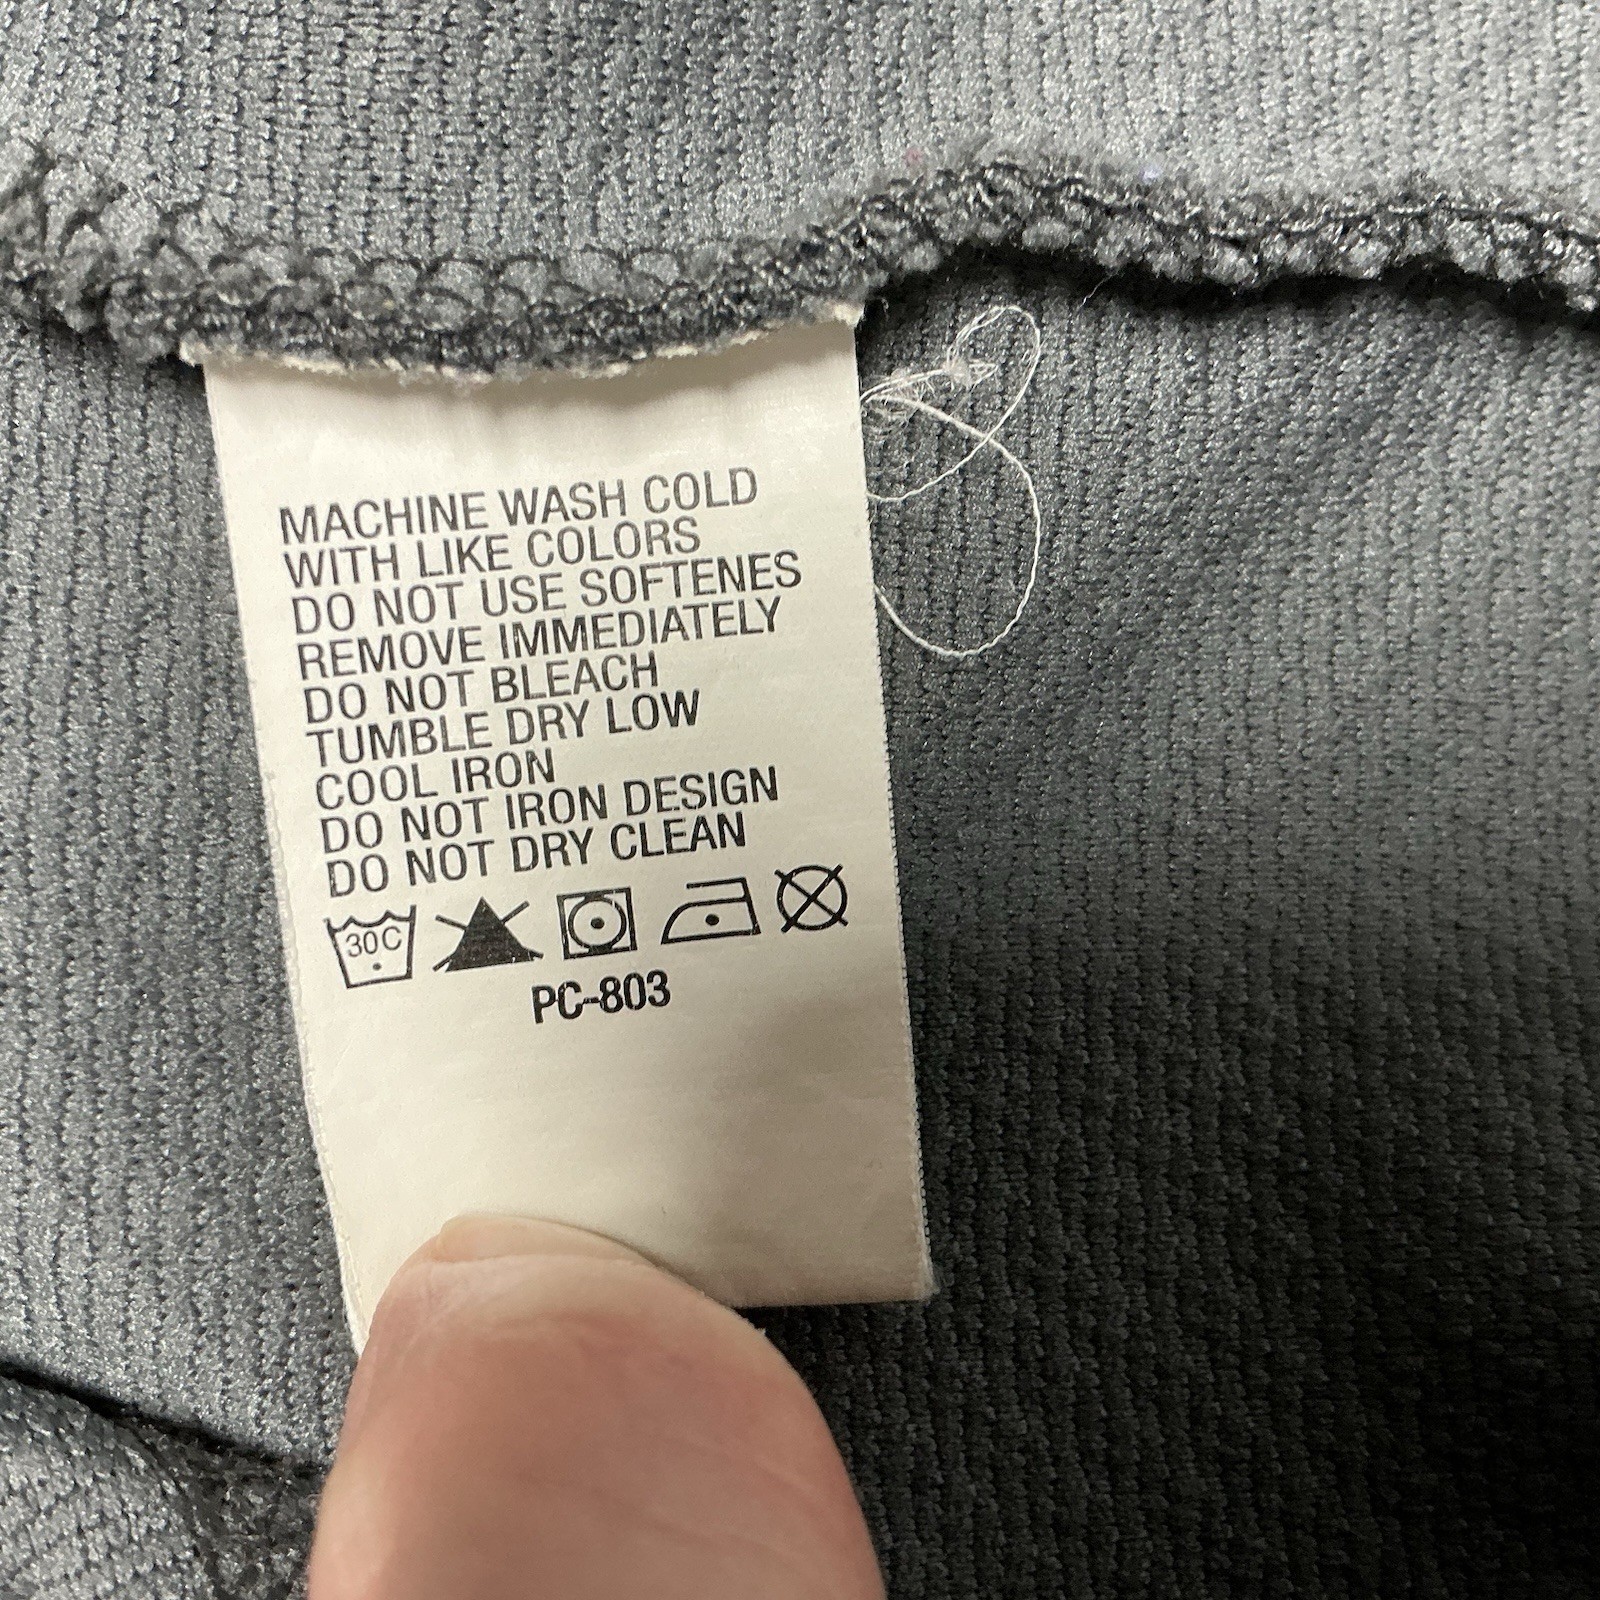 MACHINE WASH COLD
WITH LIKE COLORS
DO NOT USE SOFTENES
REMOVE IMMEDIATELY
DO NOT BLEACH
TUMBLE DRY LOW
COOL IRON
DO NOT IRON DESIGN
DO NOT DRY CLEAN
30C
PC-803